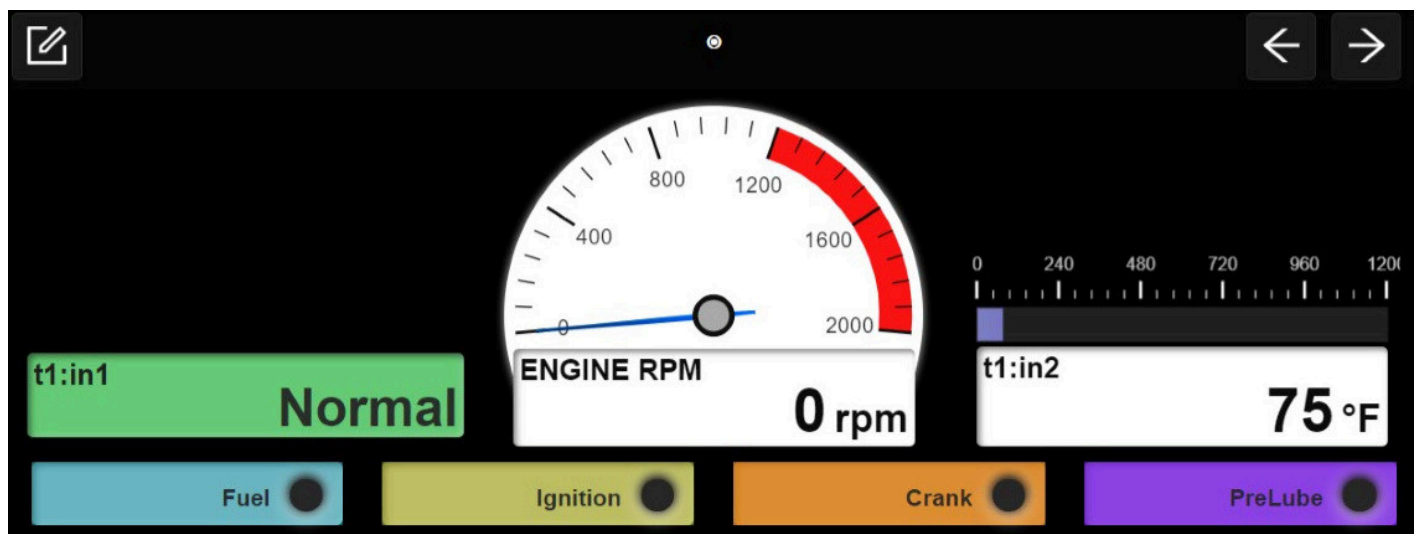 800
1200
400
1600
0
2000
0 240 480 720 960 120
t1:in1
Normal
ENGINE RPM
0 rpm
t1:in2
75 °F
Fuel
Ignition
Crank
PreLube